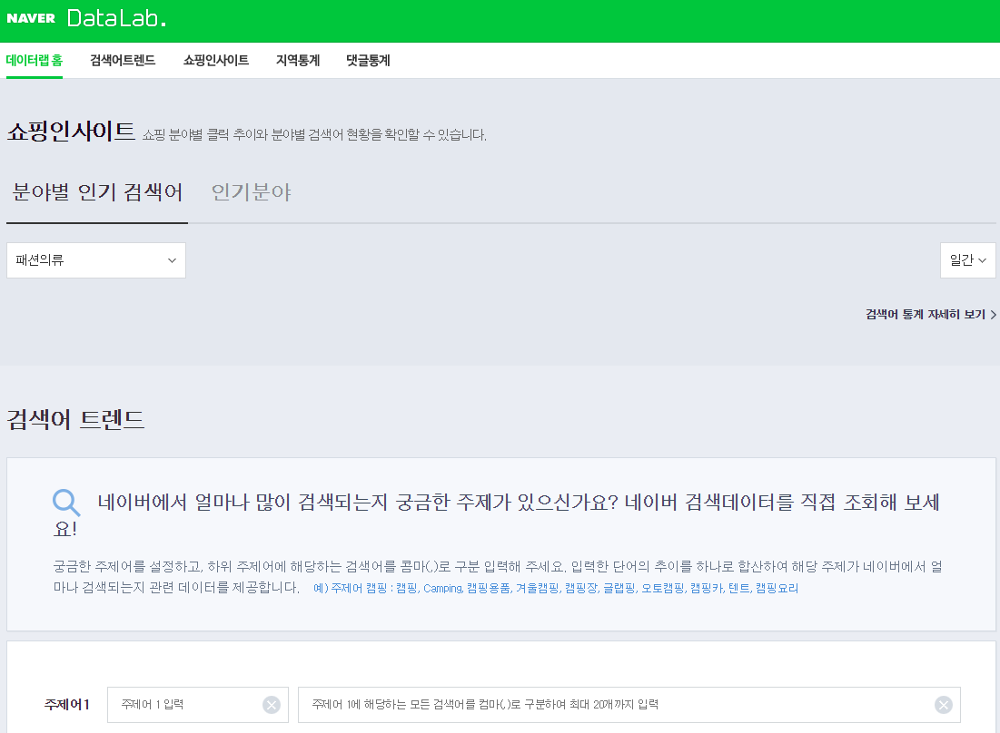 NAVER DataLab.
데이터랩 홈 검색어트렌드 쇼핑인사이트 지역통계 댓글통계
쇼핑인사이트 쇼핑 분야별 클릭 추이와 분야별 검색어 현황을 확인할 수 있습니다.
분야별 인기 검색어 인기분야
패션의류 일간
검색어 통계 자세히 보기
검색어 트렌드
네이버에서 얼마나 많이 검색되는지 궁금한 주제가 있으신가요? 네이버 검색데이터를 직접 조회해 보세
요!
궁금한 주제어를 설정하고, 하위 주제어에 해당하는 검색어를 콤마(,)로 구분 입력해 주세요. 입력한 단어의 추이를 하나로 합산하여 해당 주제가 네이버에서 얼
마나 검색되는지 관련 데이터를 제공합니다. 예) 주제어 캠핑 : 캠핑, Camping, 캠핑용품, 겨울캠핑, 캠핑장, 글램핑, 오토캠핑, 캠핑카, 텐트, 캠핑요리
주제어1 주제어 1 입력 주제어 1에 해당하는 모든 검색어를 컴마(,)로 구분하여 최대 20개까지 입력